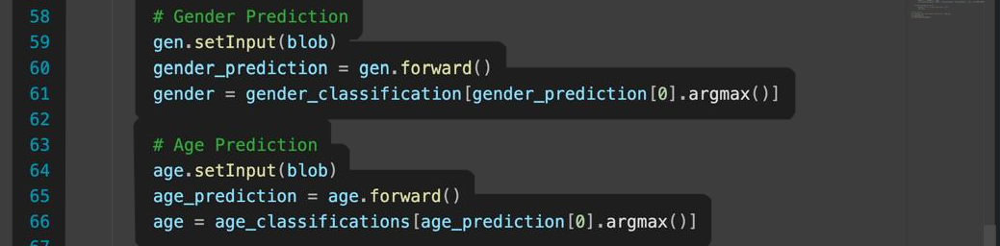 58 # Gender Prediction
59 gen.setInput(blob)
60 gender_prediction = gen.forward()
61 gender = gender_classification[gender_prediction[0].argmax()]
62
63 # Age Prediction
64 age.setInput(blob)
65 age_prediction = age.forward()
66 age = age_classifications[age_prediction[0].argmax()]
67